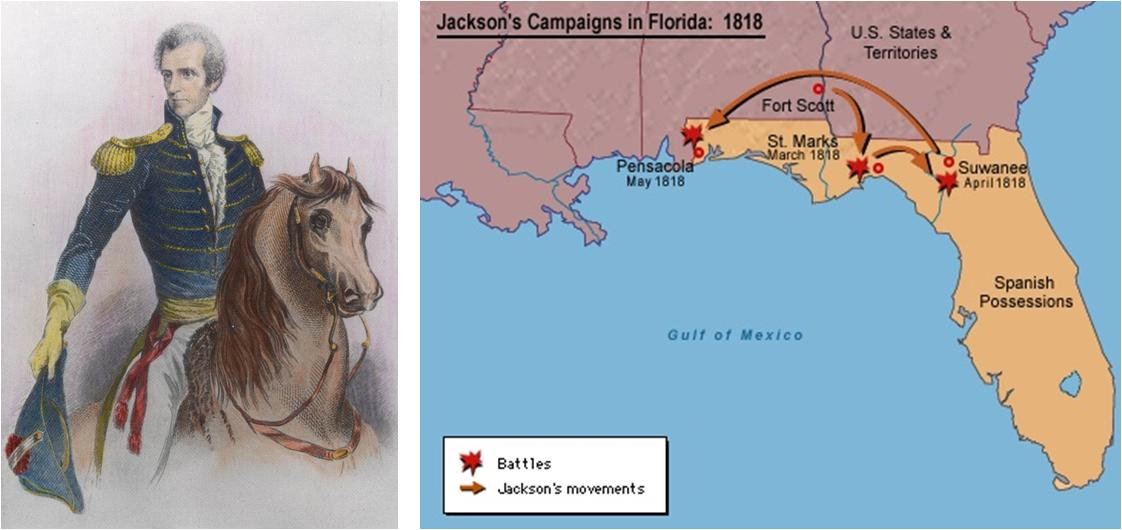 Jackson's Campaigns in Florida: 1818
U.S. States &
Territories
Fort Scott
St. Marks
March 1818
Pensacola
May 1818
Suwanee
April 1818
Spanish
Possessions
Gulf of Mexico
Battles
Jackson's movements